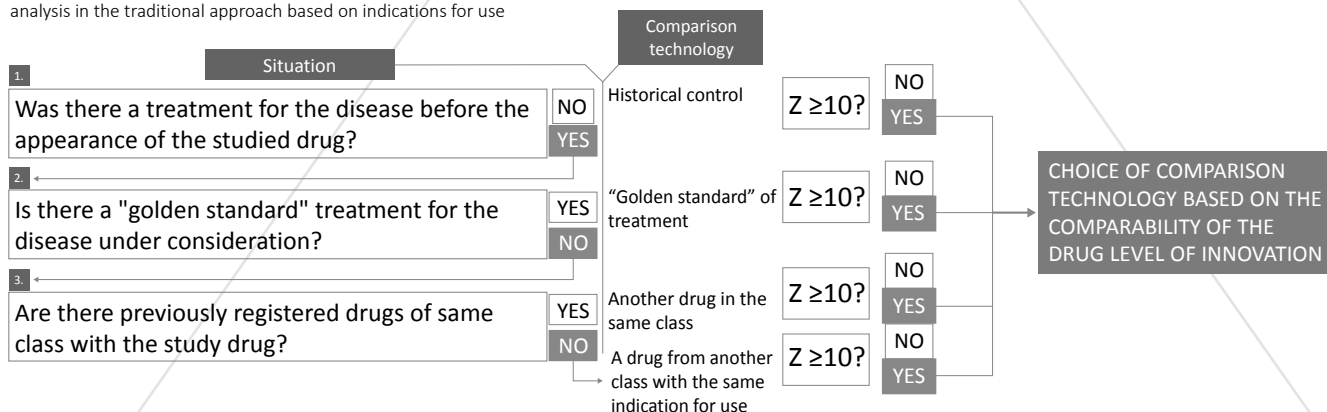 analysis in the traditional approach based on indications for use
Comparison
technology
Situation
1.
Was there a treatment for the disease before the
appearance of the studied drug?
NO
YES
Historical control
Z ≥10?
NO
YES
2.
Is there a "golden standard" treatment for the
disease under consideration?
YES
NO
“Golden standard” of
treatment
Z ≥10?
NO
YES
3.
Are there previously registered drugs of same
class with the study drug?
YES
NO
Another drug in the
same class
Z ≥10?
NO
YES
A drug from another
class with the same
indication for use
Z ≥10?
NO
YES
CHOICE OF COMPARISON
TECHNOLOGY BASED ON THE
COMPARABILITY OF THE
DRUG LEVEL OF INNOVATION